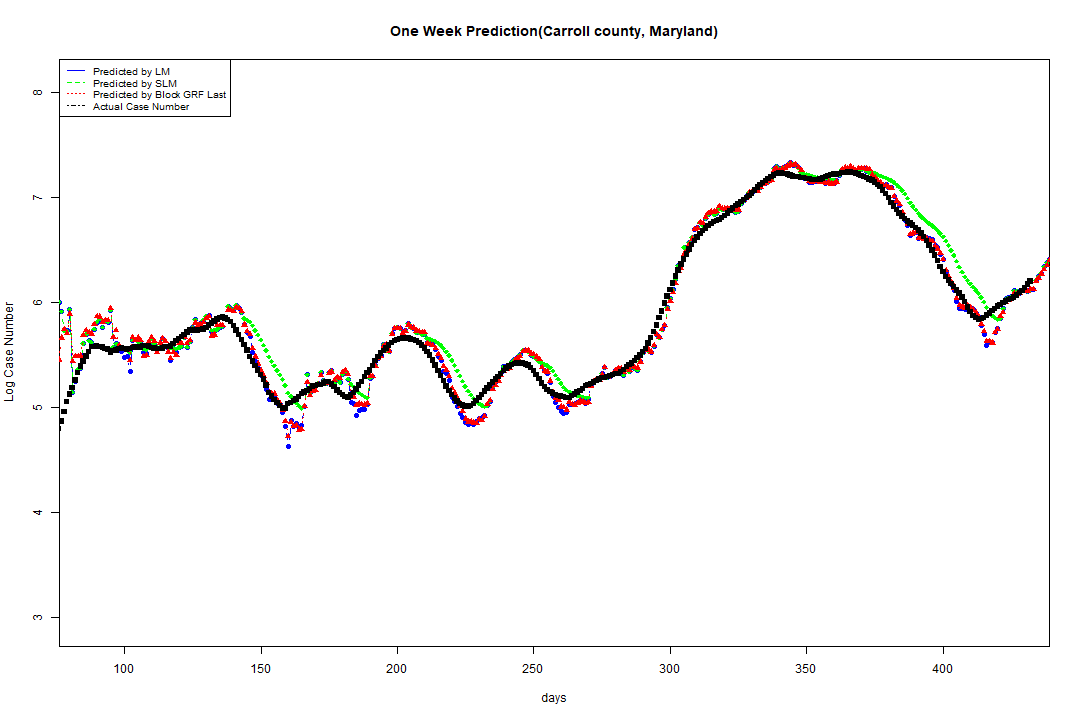 One Week Prediction(Carroll county, Maryland)
Predicted by LM
Predicted by SLM
Predicted by Block GRF Last
Actual Case Number
8
7
6
5
4
3
Log Case Number
100 150 200 250 300 350 400
days